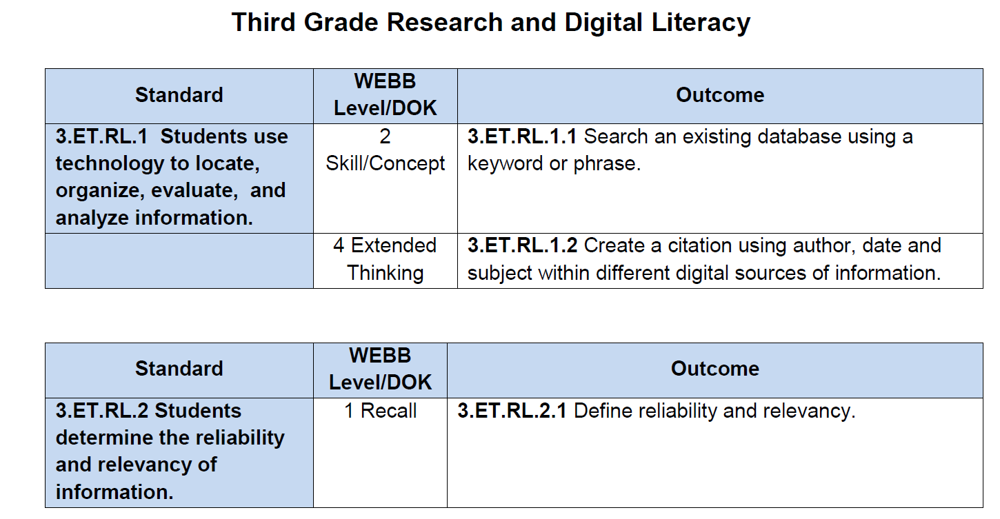 Third Grade Research and Digital Literacy
Standard
WEBB
Level/DOK
Outcome
3.ET.RL.1  Students use
technology to locate,
organize, evaluate,  and
analyze information.
2
Skill/Concept
3.ET.RL.1.1 Search an existing database using a
keyword or phrase.
4 Extended
Thinking
3.ET.RL.1.2 Create a citation using author, date and
subject within different digital sources of information.
Standard
WEBB
Level/DOK
Outcome
3.ET.RL.2 Students
determine the reliability
and relevancy of
information.
1 Recall
3.ET.RL.2.1 Define reliability and relevancy.